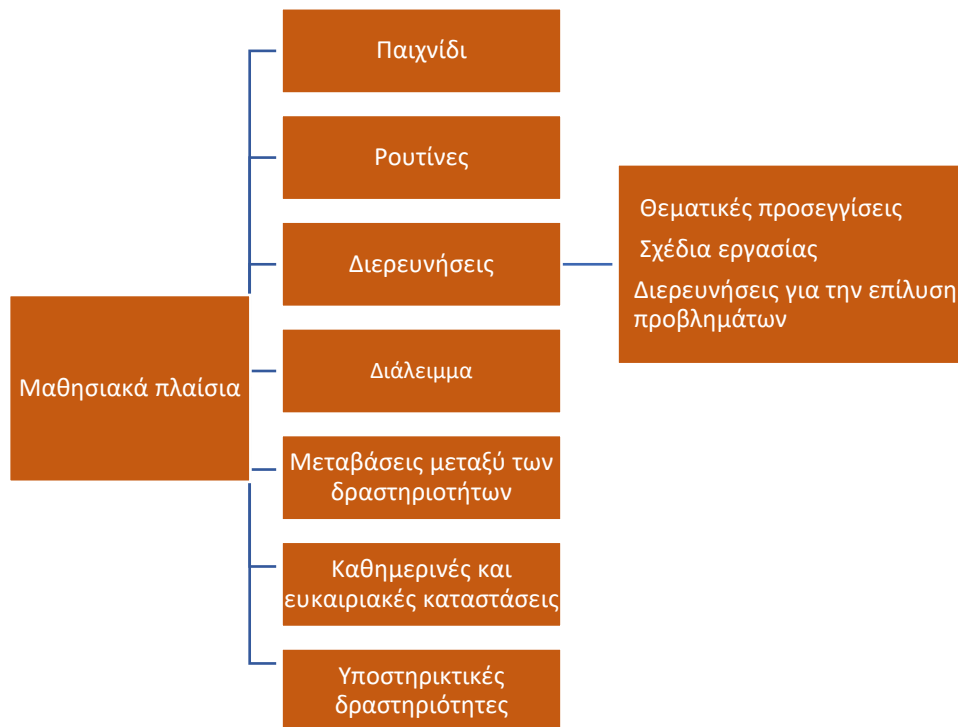 Μαθησιακά πλαίσια
Παιχνίδι
Ρουτίνες
Διερευνήσεις
Θεματικές προσεγγίσεις
Σχέδια εργασίας
Διερευνήσεις για την επίλυση
προβλημάτων
Διάλειμμα
Μεταβάσεις μεταξύ των
δραστηριοτήτων
Καθημερινές και
ευκαιριακές καταστάσεις
Υποστηρικτικές
δραστηριότητες